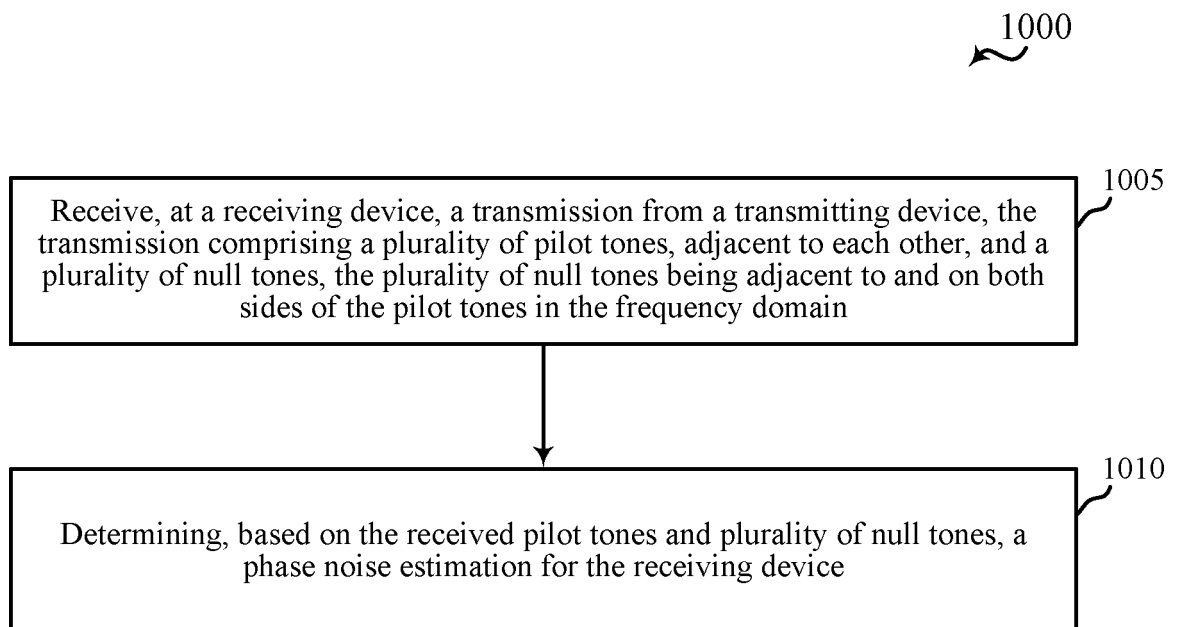 1000
1005
Receive, at a receiving device, a transmission from a transmitting device, the
transmission comprising a plurality of pilot tones, adjacent to each other, and a
plurality of null tones, the plurality of null tones being adjacent to and on both
sides of the pilot tones in the frequency domain
1010
Determining, based on the received pilot tones and plurality of null tones, a
phase noise estimation for the receiving device